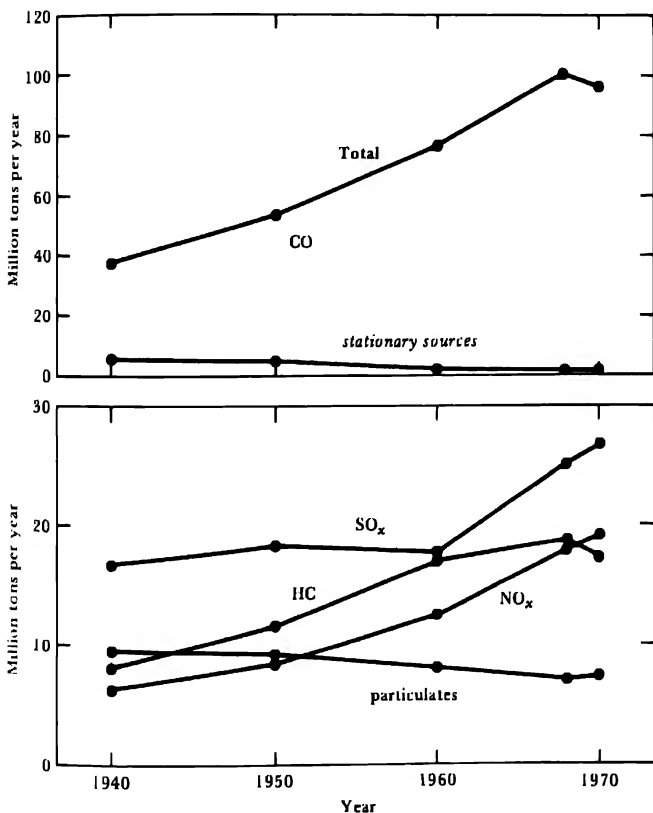 120
100
80
60
40
20
0
Million tons per year
Total
CO
stationary sources
30
20
10
0
Million tons per year
SOₓ
HC
NOₓ
particulates
1940
1950
1960
1970
Year